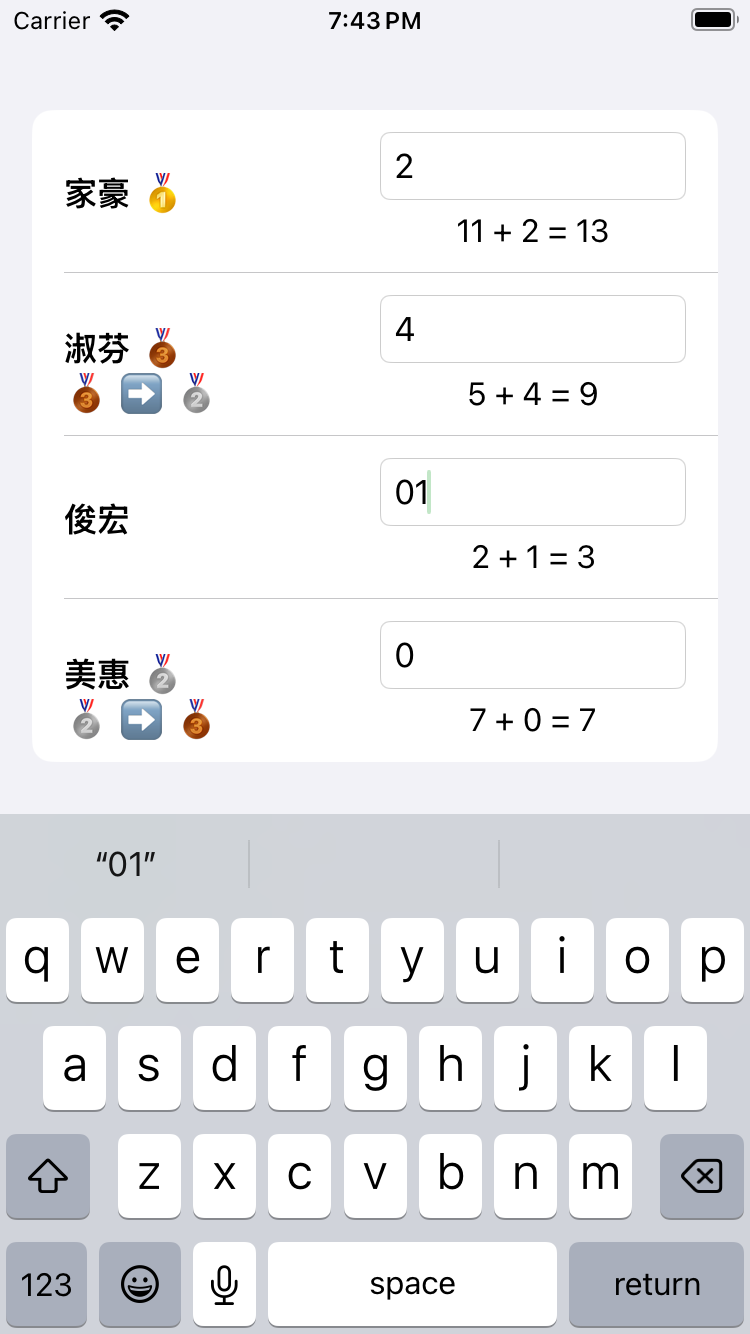 Carrier 7:43 PM
家豪 🥇
2
11 + 2 = 13
淑芬 🥉
🥉 ➡️ 🥈
4
5 + 4 = 9
俊宏
01
2 + 1 = 3
美惠 🥈
🥈 ➡️ 🥉
0
7 + 0 = 7
“01”
q w e r t y u i o p
a s d f g h j k l
z x c v b n m
123 space return